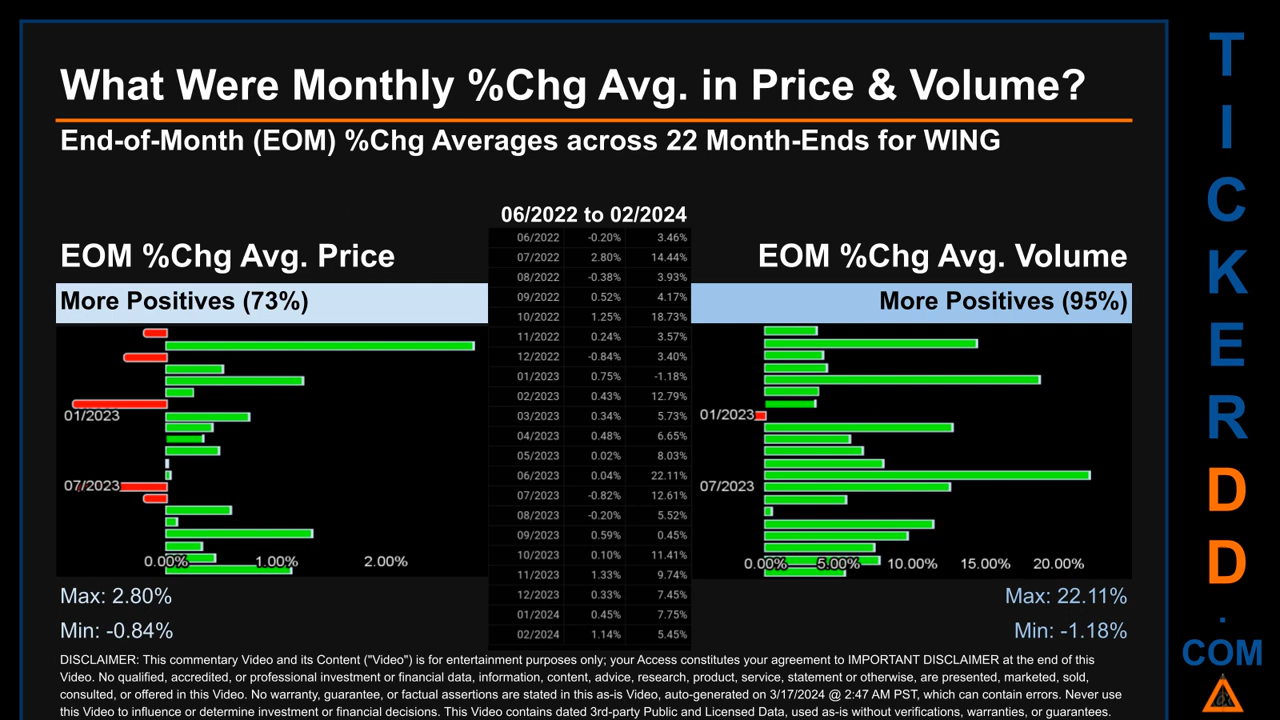 What Were Monthly %Chg Avg. in Price & Volume?
End-of-Month (EOM) %Chg Averages across 22 Month-Ends for WING
06/2022 to 02/2024
EOM %Chg Avg. Price
EOM %Chg Avg. Volume
More Positives (73%)
More Positives (95%)
06/2022 -0.20% 3.46%
07/2022 2.80% 14.44%
08/2022 -0.38% 3.93%
09/2022 0.52% 4.17%
10/2022 1.25% 18.73%
11/2022 0.24% 3.57%
12/2022 -0.84% 3.40%
01/2023 0.75% -1.18%
02/2023 0.43% 12.79%
03/2023 0.34% 5.73%
04/2023 0.48% 6.65%
05/2023 0.02% 8.03%
06/2023 0.04% 22.11%
07/2023 -0.82% 12.61%
08/2023 -0.20% 5.52%
09/2023 0.59% 0.45%
10/2023 0.10% 11.41%
11/2023 1.33% 9.74%
12/2023 0.33% 7.45%
01/2024 0.45% 7.75%
02/2024 1.14% 5.45%
01/2023
07/2023
0.00% 1.00% 2.00%
01/2023
07/2023
0.00% 5.00% 10.00% 15.00% 20.00%
Max: 2.80%
Min: -0.84%
Max: 22.11%
Min: -1.18%
DISCLAIMER: This commentary Video and its Content ("Video") is for entertainment purposes only; your Access constitutes your agreement to IMPORTANT DISCLAIMER at the end of this
Video. No qualified, accredited, or professional investment or financial data, information, content, advice, research, product, service, statement or otherwise, are presented, marketed, sold,
consulted, or offered in this Video. No warranty, guarantee, or factual assertions are stated in this as-is Video, auto-generated on 3/17/2024 @ 2:47 AM PST, which can contain errors. Never use
this Video to influence or determine investment or financial decisions. This Video contains dated 3rd-party Public and Licensed Data, used as-is without verifications, warranties, or guarantees.
T
I
C
K
E
R
D
D
.
COM